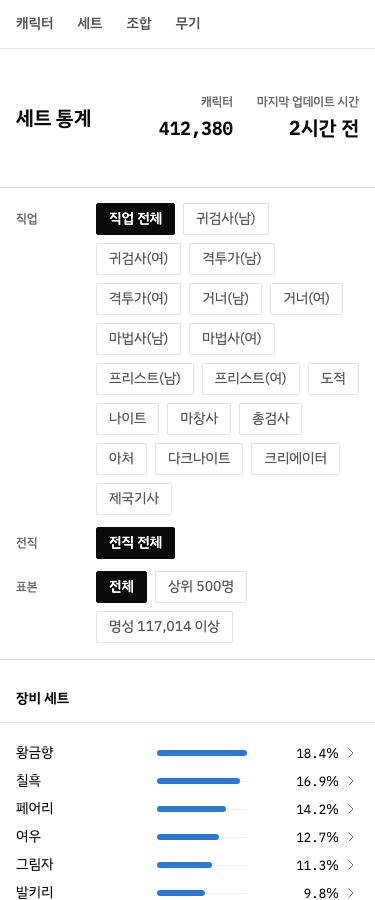 캐릭터 세트 조합 무기
세트 통계
캐릭터
412,380
마지막 업데이트 시간
2시간 전
직업
직업 전체 귀검사(남)
귀검사(여) 격투가(남)
격투가(여) 거너(남) 거너(여)
마법사(남) 마법사(여)
프리스트(남) 프리스트(여) 도적
나이트 마창사 총검사
아처 다크나이트 크리에이터
제국기사
전직 전직 전체
표본 전체 상위 500명
명성 117,014 이상
장비 세트
황금향 18.4%
칠흑 16.9%
페어리 14.2%
여우 12.7%
그림자 11.3%
발키리 9.8%